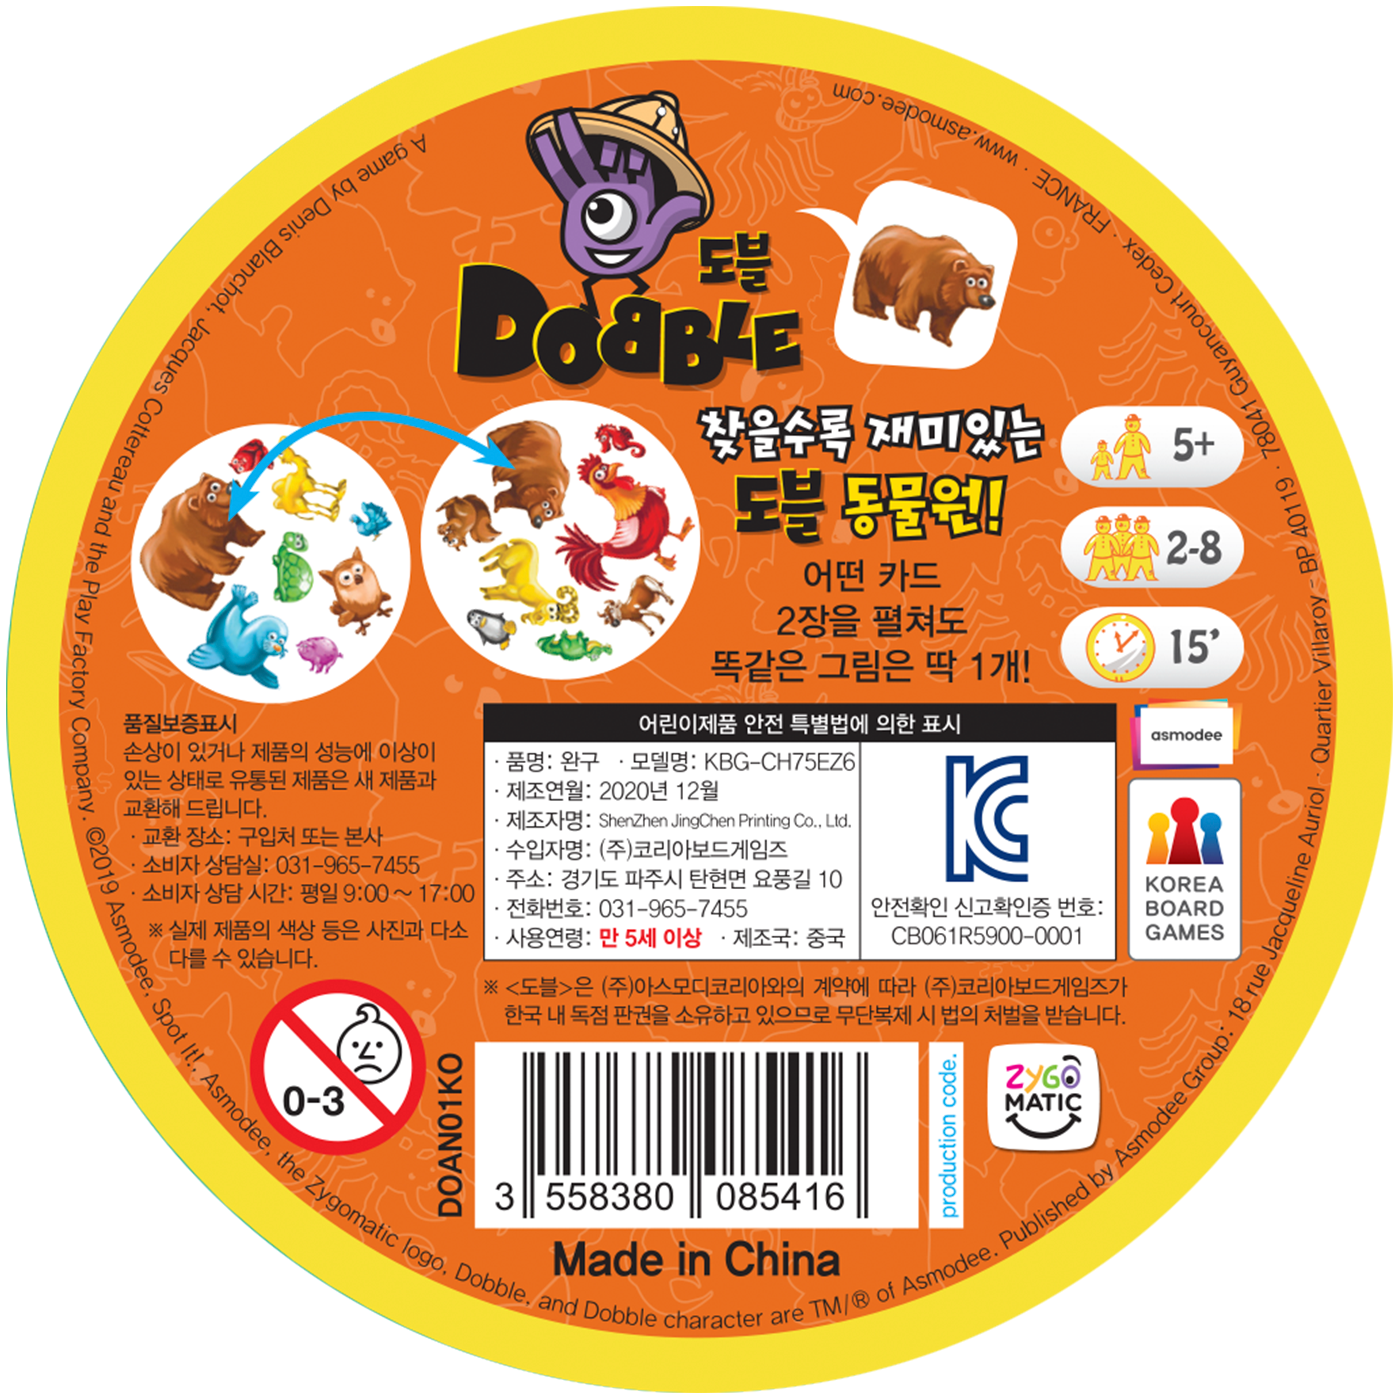 도블
DOBBLE
찾을수록 재미있는
도블 동물원!
어떤 카드
2장을 펼쳐도
똑같은 그림은 딱 1개!
5+
2-8
15’
품질보증표시
손상이 있거나 제품의 성능에 이상이
있는 상태로 유통된 제품은 새 제품과
교환해 드립니다.
· 교환 장소: 구입처 또는 본사
· 소비자 상담실: 031-965-7455
· 소비자 상담 시간: 평일 9:00 ~ 17:00
※ 실제 제품의 색상 등은 사진과 다소
다를 수 있습니다.
어린이제품 안전 특별법에 의한 표시
· 품명: 완구 · 모델명: KBG-CH75EZ6
· 제조연월: 2020년 12월
· 제조자명: ShenZhen JingChen Printing Co., Ltd.
· 수입자명: (주)코리아보드게임즈
· 주소: 경기도 파주시 탄현면 요풍길 10
· 전화번호: 031-965-7455
· 사용연령: 만 5세 이상 · 제조국: 중국
안전확인 신고확인증 번호:
CB061R5900-0001
asmodee
KOREA
BOARD
GAMES
※ <도블>은 (주)아스모디코리아와의 계약에 따라 (주)코리아보드게임즈가
한국 내 독점 판권을 소유하고 있으므로 무단복제 시 법의 처벌을 받습니다.
0-3
DOAN01KO
3 558380 085416
production code.
ZYGO
MATIC
Made in China
A game by Denis Blanchot, Jacques Cottereau and the Play Factory Company. ©2019 Asmodee, Spot It!, Asmodee, the Zygomatic logo, Dobble, and Dobble character are TM/® of Asmodee. Published by Asmodee Group: 18 rue Jacqueline Auriol · Quartier Villaroy - BP 40119 · 78041 Guyancourt Cedex · FRANCE · www.asmodee.com